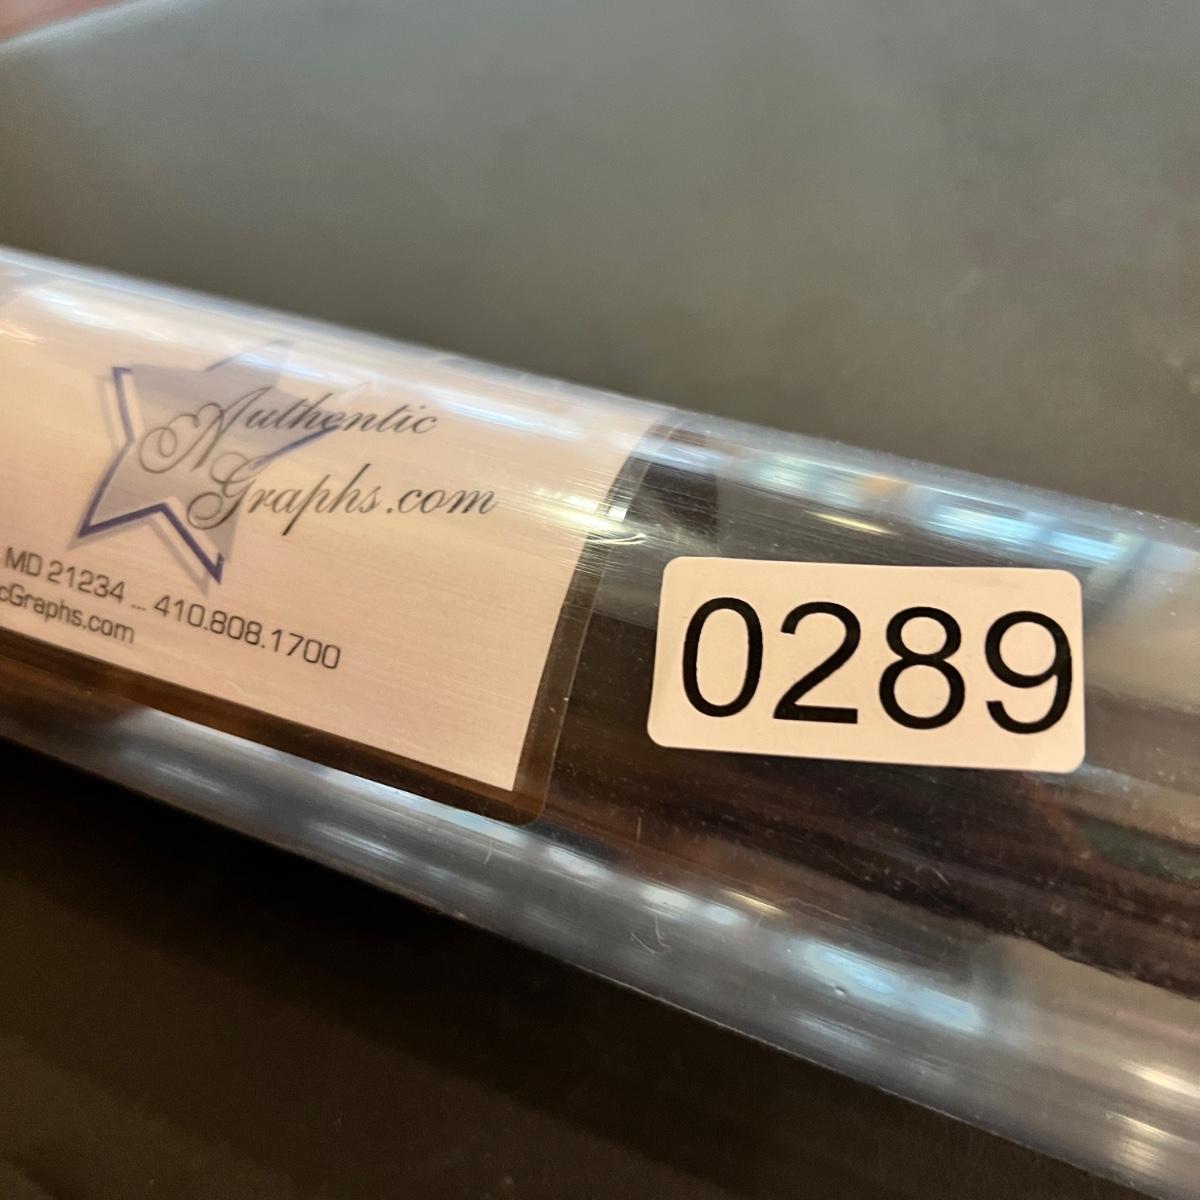 Authentic
Graphs.com
MD 21234 ... 410.808.1700
cGraphs.com
0289